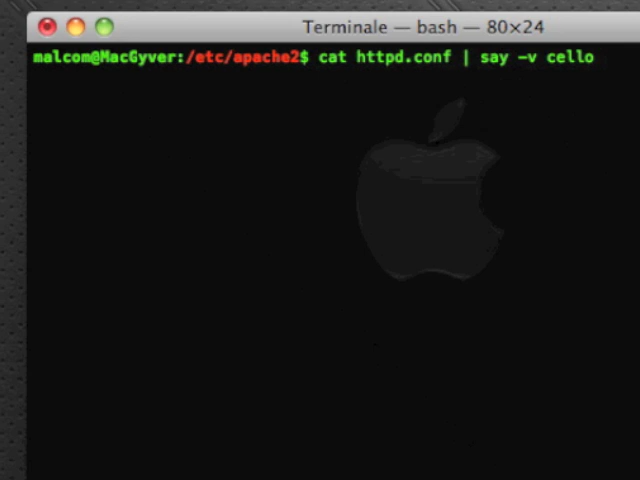 Terminale — bash — 80×24
malcom@MacGyver:/etc/apache2$ cat httpd.conf | say -v cello